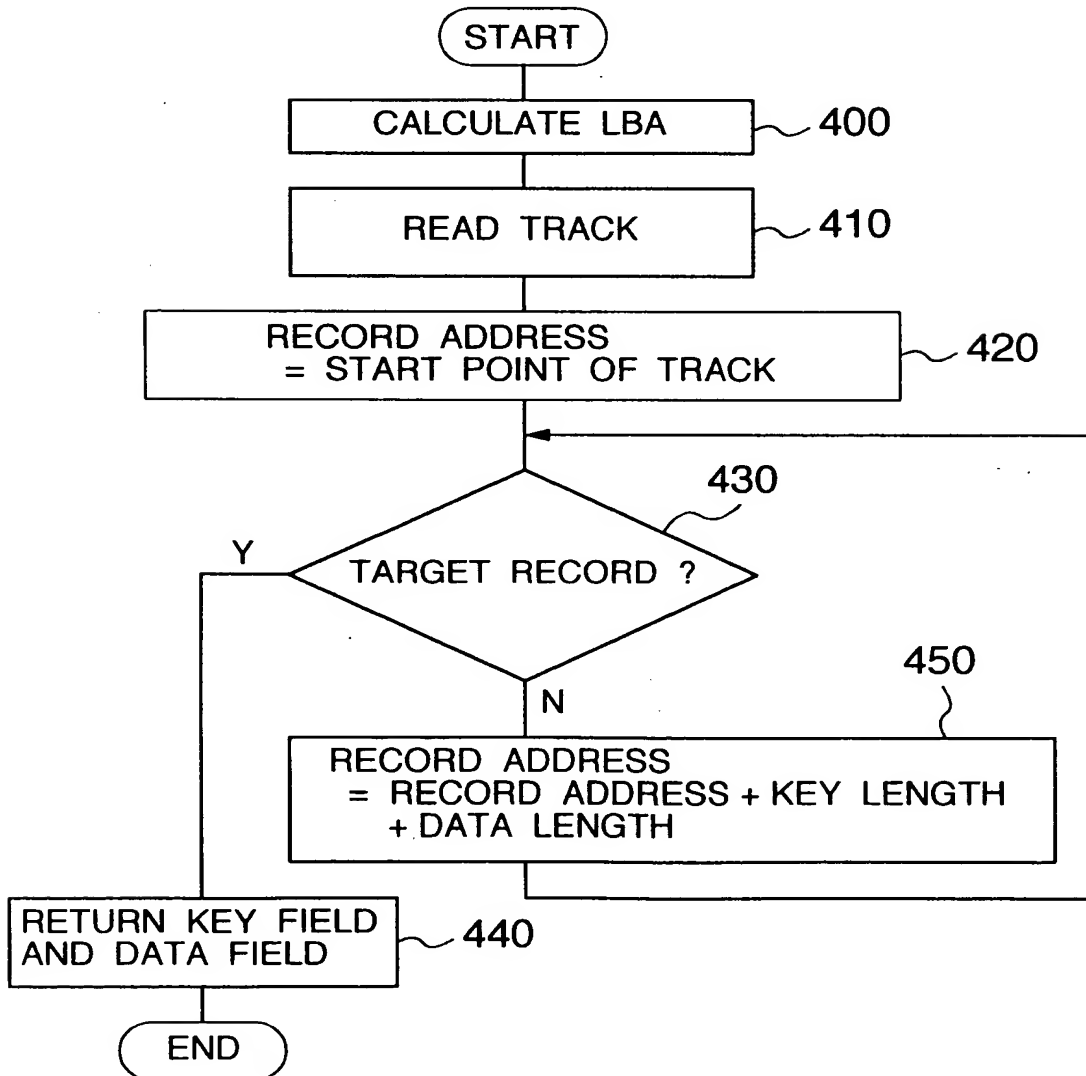 START
CALCULATE LBA
400
READ TRACK
410
RECORD ADDRESS
= START POINT OF TRACK
420
430
Y
TARGET RECORD ?
N
450
RECORD ADDRESS
= RECORD ADDRESS + KEY LENGTH
+ DATA LENGTH
RETURN KEY FIELD
AND DATA FIELD
440
END